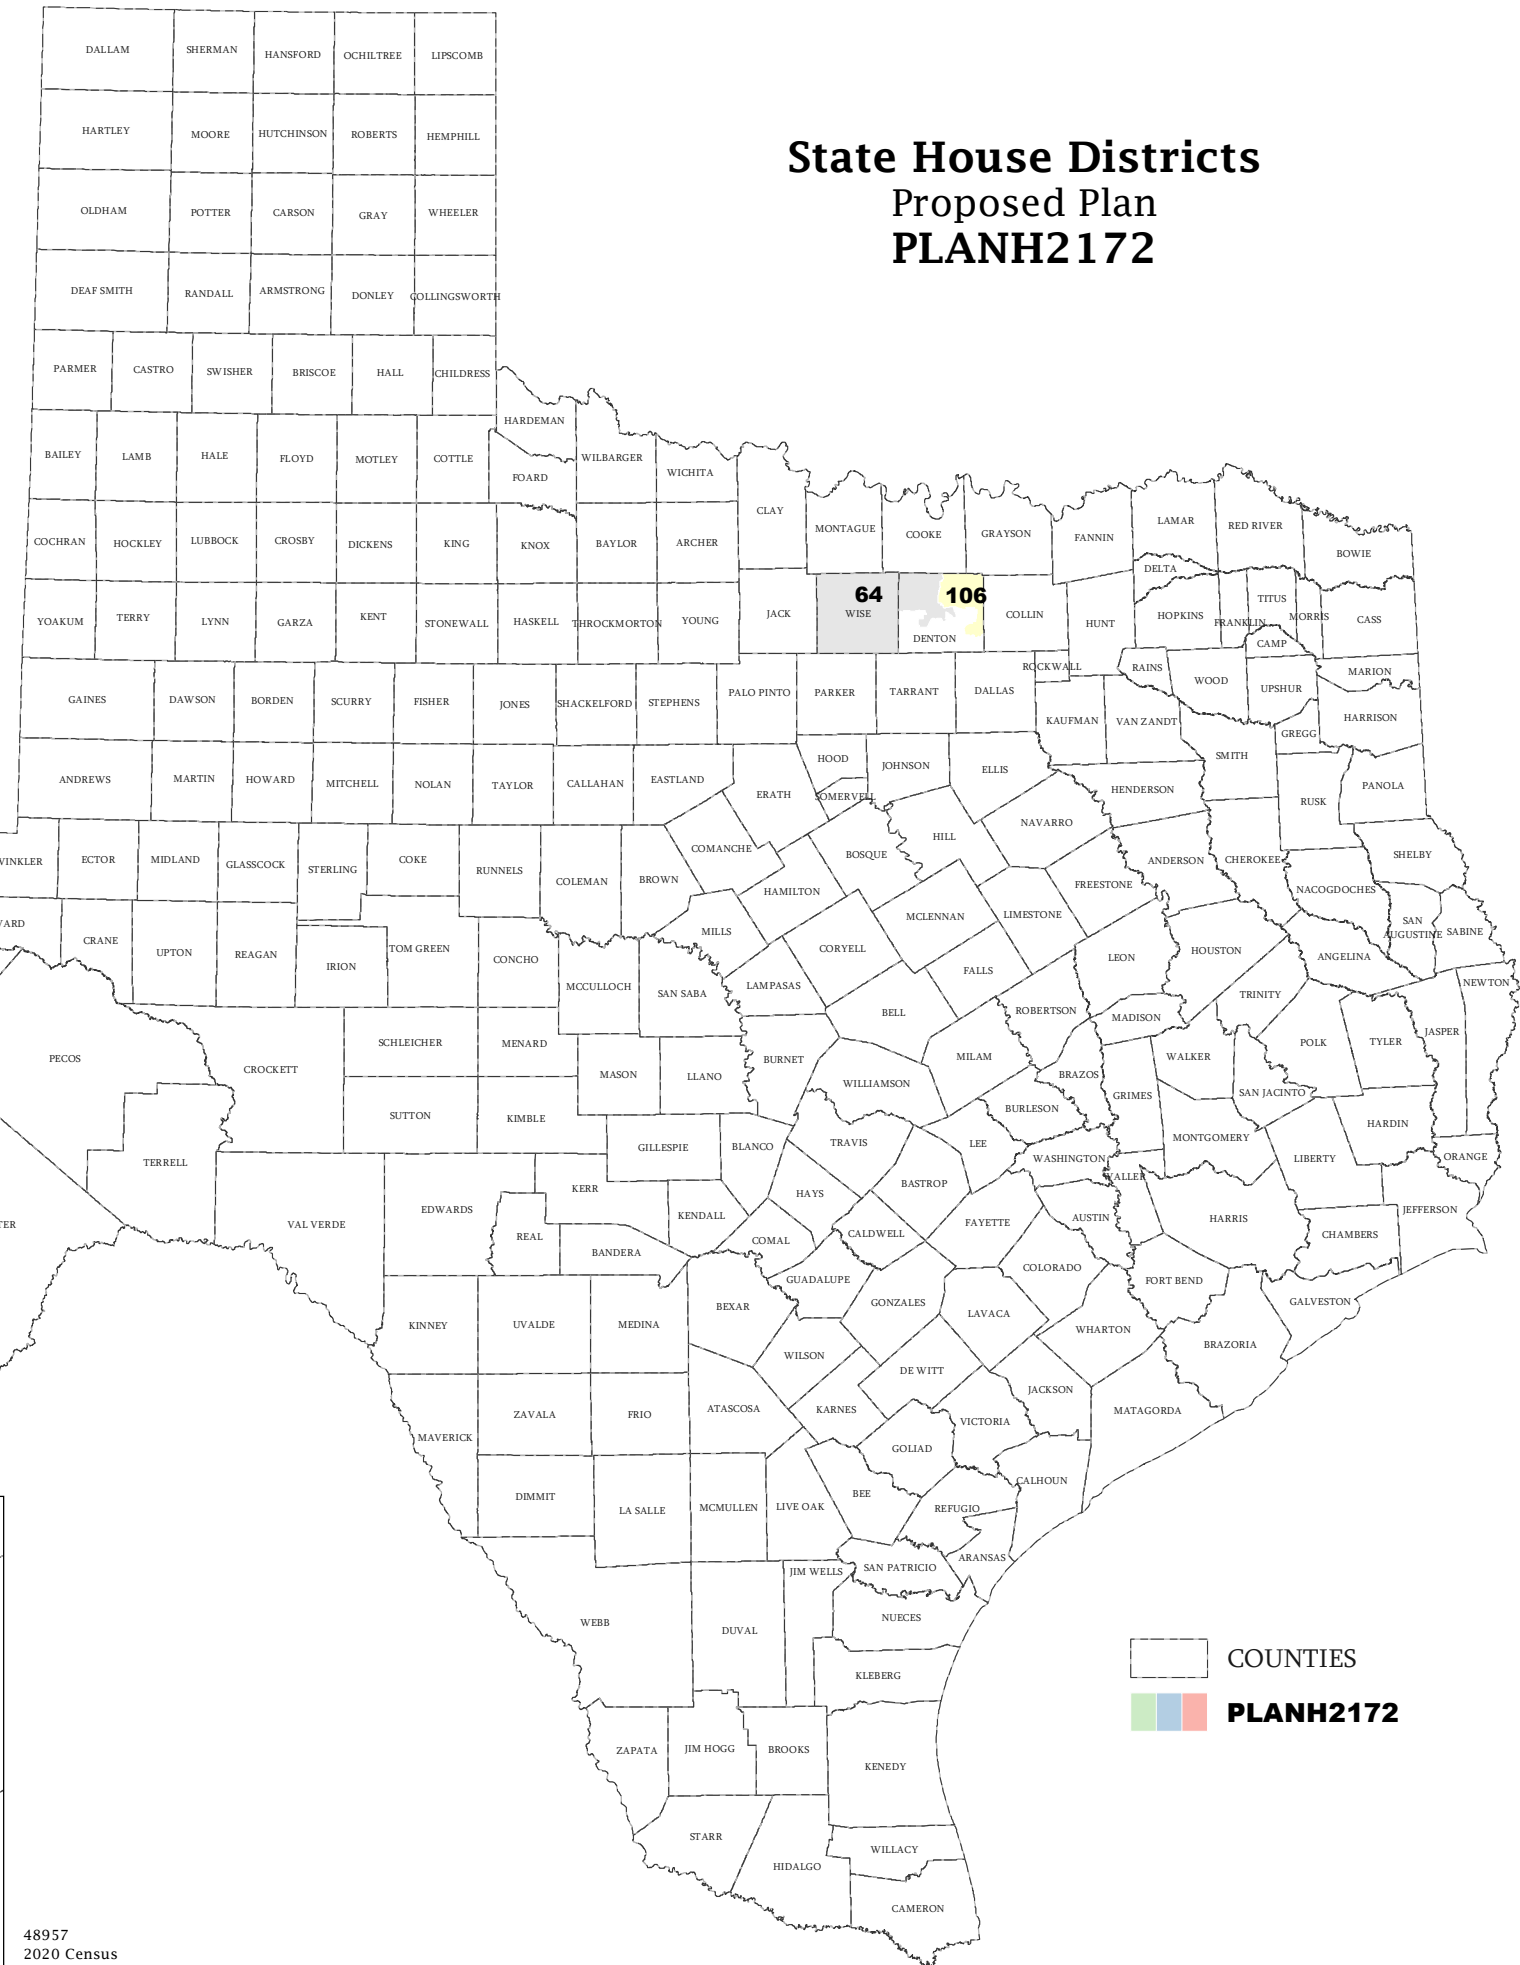 State House Districts
Proposed Plan
PLANH2172
DALLAM
SHERMAN
HANSFORD
OCHILTREE
LIPSCOMB
HARTLEY
MOORE
HUTCHINSON
ROBERTS
HEMPHILL
OLDHAM
POTTER
CARSON
GRAY
WHEELER
DEAF SMITH
RANDALL
ARMSTRONG
DONLEY
COLLINGSWORTH
PARMER
CASTRO
SWISHER
BRISCOE
HALL
CHILDRESS
HARDEMAN
BAILEY
LAMB
HALE
FLOYD
MOTLEY
COTTLE
FOARD
WILBARGER
WICHITA
CLAY
MONTAGUE
COOKE
GRAYSON
FANNIN
LAMAR
RED RIVER
BOWIE
COCHRAN
HOCKLEY
LUBBOCK
CROSBY
DICKENS
KING
KNOX
BAYLOR
ARCHER
DELTA
YOAKUM
TERRY
LYNN
GARZA
KENT
STONEWALL
HASKELL
THROCKMORTON
YOUNG
JACK
64
WISE
106
DENTON
COLLIN
HUNT
HOPKINS
FRANKLIN
TITUS
MORRIS
CASS
CAMP
GAINES
DAWSON
BORDEN
SCURRY
FISHER
JONES
SHACKELFORD
STEPHENS
PALO PINTO
PARKER
TARRANT
DALLAS
ROCKWALL
RAINS
WOOD
UPSHUR
MARION
KAUFMAN
VAN ZANDT
HARRISON
GREGG
SMITH
ANDREWS
MARTIN
HOWARD
MITCHELL
NOLAN
TAYLOR
CALLAHAN
EASTLAND
ERATH
HOOD
SOMERVELL
JOHNSON
ELLIS
HENDERSON
RUSK
PANOLA
NAVARRO
HILL
WINKLER
ECTOR
MIDLAND
GLASSCOCK
STERLING
COKE
RUNNELS
COLEMAN
BROWN
COMANCHE
HAMILTON
BOSQUE
ANDERSON
CHEROKEE
SHELBY
NACOGDOCHES
FREESTONE
LIMESTONE
MCLENNAN
VARD
CRANE
UPTON
REAGAN
IRION
TOM GREEN
CONCHO
MCCULLOCH
SAN SABA
MILLS
CORYELL
LAMPASAS
FALLS
LEON
HOUSTON
ANGELINA
SAN
AUGUSTINE
SABINE
NEWTON
TRINITY
BELL
ROBERTSON
MADISON
JASPER
TYLER
POLK
PECOS
CROCKETT
SCHLEICHER
MENARD
MASON
LLANO
BURNET
WILLIAMSON
MILAM
BRAZOS
WALKER
GRIMES
SAN JACINTO
SUTTON
KIMBLE
BURLESON
HARDIN
MONTGOMERY
LIBERTY
ORANGE
TERRELL
GILLESPIE
BLANCO
TRAVIS
LEE
WASHINGTON
WALLER
TER
VAL VERDE
EDWARDS
KERR
REAL
BANDERA
KENDALL
HAYS
BASTROP
COMAL
CALDWELL
FAYETTE
AUSTIN
HARRIS
CHAMBERS
JEFFERSON
COLORADO
FORT BEND
GALVESTON
GUADALUPE
KINNEY
UVALDE
MEDINA
BEXAR
GONZALES
LAVACA
WHARTON
BRAZORIA
WILSON
DE WITT
JACKSON
MATAGORDA
MAVERICK
ZAVALA
FRIO
ATASCOSA
KARNES
VICTORIA
GOLIAD
CALHOUN
DIMMIT
LA SALLE
MCMULLEN
LIVE OAK
BEE
REFUGIO
ARANSAS
SAN PATRICIO
JIM WELLS
WEBB
DUVAL
NUECES
KLEBERG
ZAPATA
JIM HOGG
BROOKS
KENEDY
STARR
HIDALGO
WILLACY
CAMERON
COUNTIES
PLANH2172
48957
2020 Census